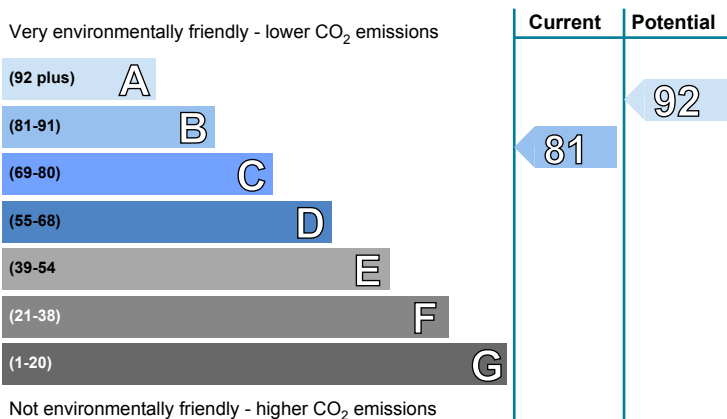 Current Potential
Very environmentally friendly - lower CO2 emissions
(92 plus) A
92
(81-91) B
81
(69-80) C
(55-68) D
(39-54 E
(21-38) F
(1-20) G
Not environmentally friendly - higher CO2 emissions